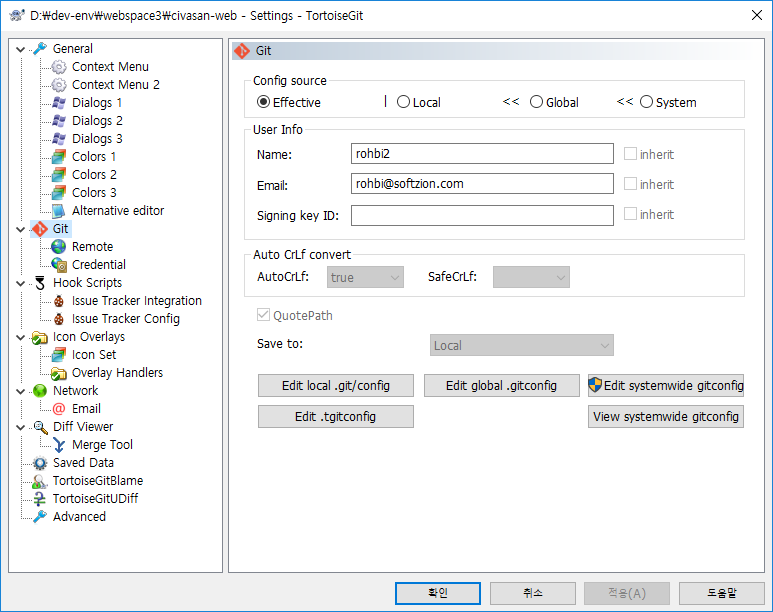 D:₩dev-env₩webspace3₩civasan-web - Settings - TortoiseGit
General
Context Menu
Context Menu 2
Dialogs 1
Dialogs 2
Dialogs 3
Colors 1
Colors 2
Colors 3
Alternative editor
Git
Remote
Credential
Hook Scripts
Issue Tracker Integration
Issue Tracker Config
Icon Overlays
Icon Set
Overlay Handlers
Network
Email
Diff Viewer
Merge Tool
Saved Data
TortoiseGitBlame
TortoiseGitUDiff
Advanced
Git
Config source
Effective | Local << Global << System
User Info
Name: rohbi2 inherit
Email: rohbi@softzion.com inherit
Signing key ID: inherit
Auto CrLf convert
AutoCrLf: true SafeCrLf:
QuotePath
Save to: Local
Edit local .git/config Edit global .gitconfig Edit systemwide gitconfig
Edit .tgitconfig View systemwide gitconfig
확인 취소 적용(A) 도움말